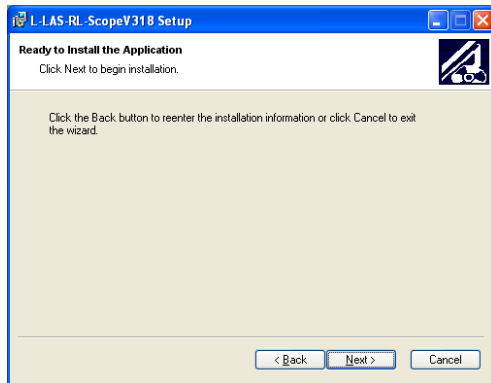 L-LAS-RL-ScopeV318 Setup
Ready to Install the Application
Click Next to begin installation.
Click the Back button to reenter the installation information or click Cancel to exit
the wizard.
< Back Next > Cancel